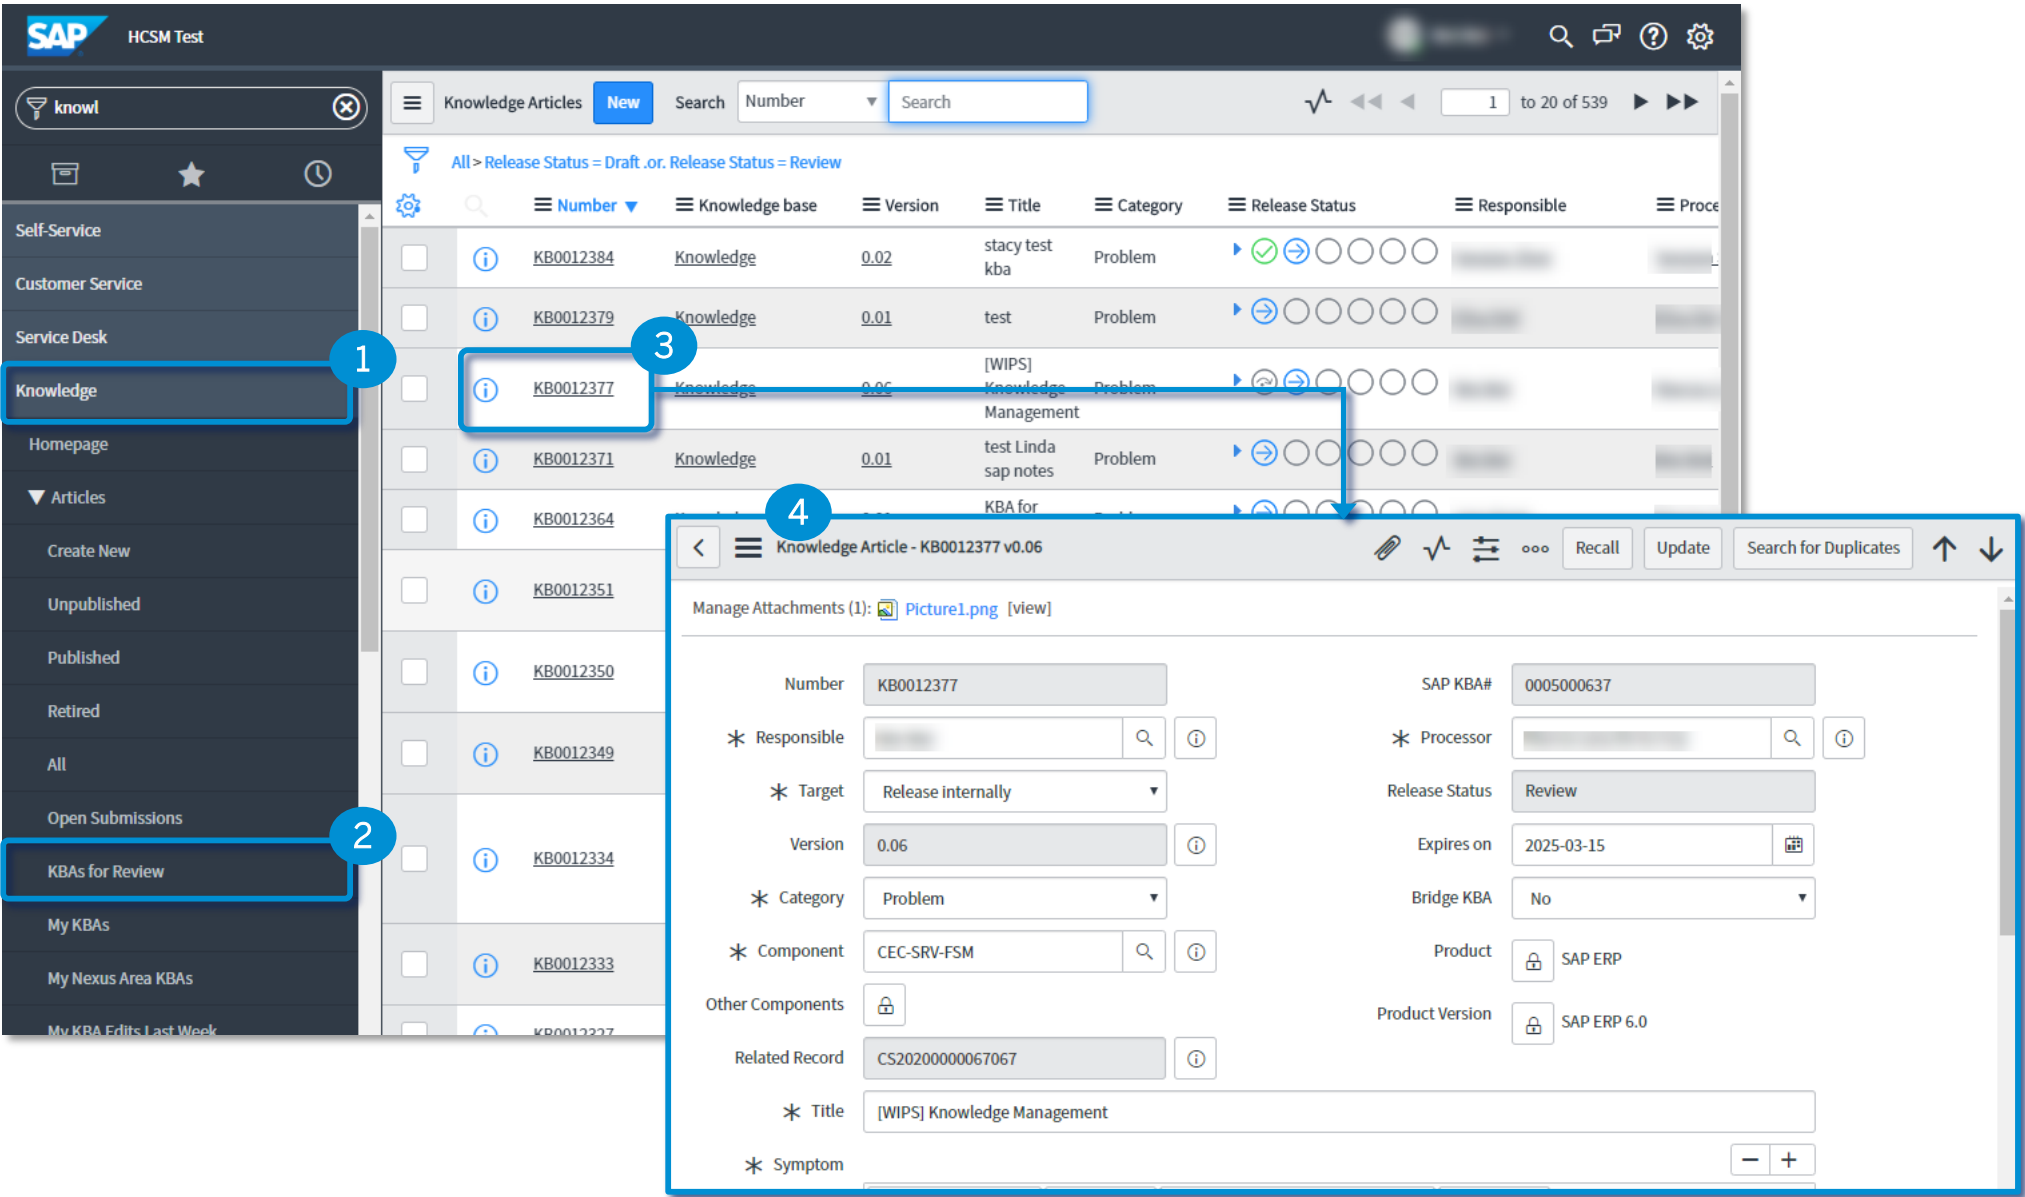 SAP
HCSM Test
knowl
Self-Service
Customer Service
Service Desk
1
Knowledge
Homepage
Articles
Create New
Unpublished
Published
Retired
All
Open Submissions
2
KBAs for Review
My KBAs
My Nexus Area KBAs
My KBA Edits Last Week
Knowledge Articles New Search Number Search 1 to 20 of 539
All > Release Status = Draft .or. Release Status = Review
Number Knowledge base Version Title Category Release Status Responsible Proce
KB0012384 Knowledge 0.02 stacy test kba Problem
KB0012379 Knowledge 0.01 test Problem
3
KB0012377 Knowledge 0.06 [WIPS] Knowledge Management Problem
KB0012371 Knowledge 0.01 test Linda sap notes Problem
KB0012364 KBA for
KB0012351
KB0012350
KB0012349
KB0012334
KB0012333
KB0012327
4
Knowledge Article - KB0012377 v0.06 Recall Update Search for Duplicates
Manage Attachments (1): Picture1.png [view]
Number KB0012377 SAP KBA# 0005000637
* Responsible * Processor
* Target Release internally Release Status Review
Version 0.06 Expires on 2025-03-15
* Category Problem Bridge KBA No
* Component CEC-SRV-FSM Product SAP ERP
Other Components Product Version SAP ERP 6.0
Related Record CS20200000067067
* Title [WIPS] Knowledge Management
* Symptom